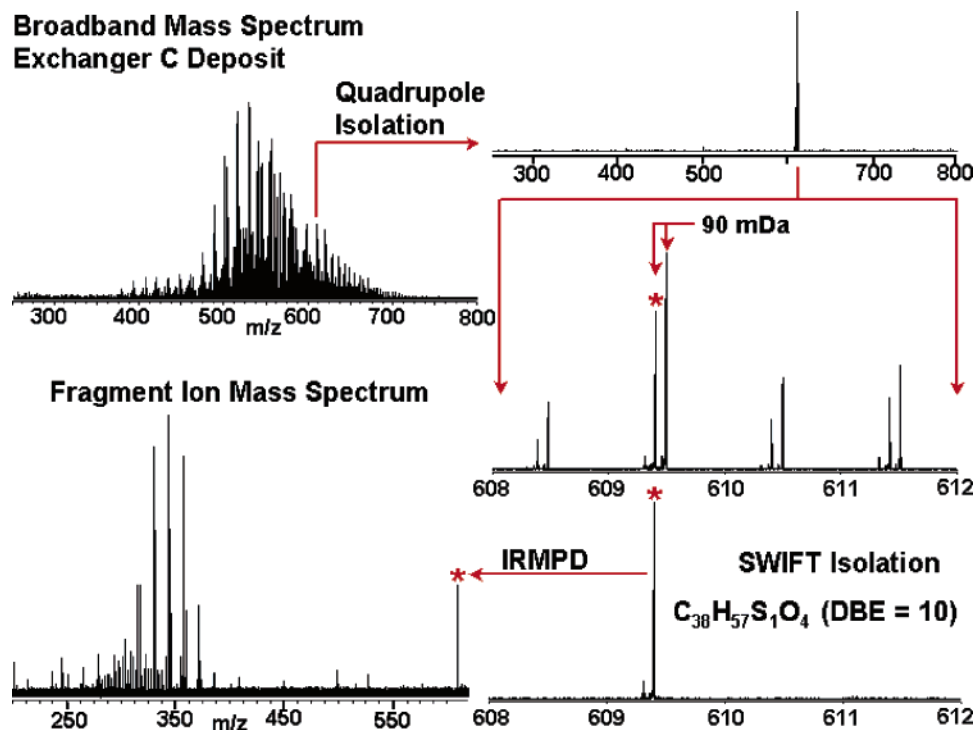 Broadband Mass Spectrum
Exchanger C Deposit
Quadrupole
Isolation
300 400 500 600 700 800
m/z
300 400 500 700 800
90 mDa
*
608 609 610 611 612
Fragment Ion Mass Spectrum
*
IRMPD
*
SWIFT Isolation
C₃₈H₅₇S₁O₄ (DBE = 10)
250 350 450 550
m/z
608 609 610 611 612